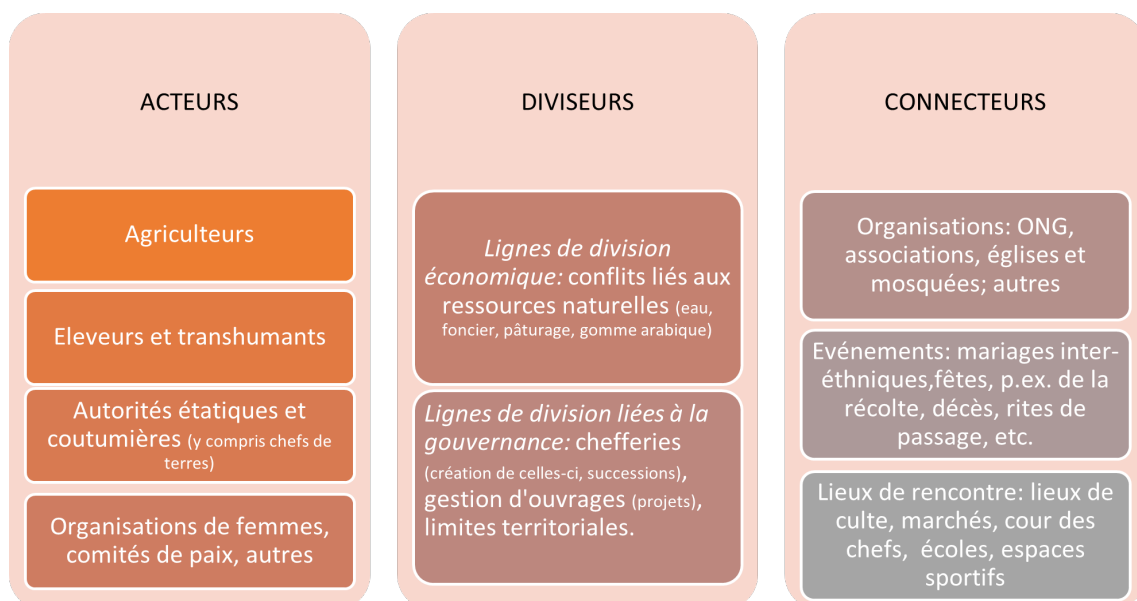 ACTEURS
Agriculteurs
Eleveurs et transhumants
Autorités étatiques et
coutumières (y compris chefs de
terres)
Organisations de femmes,
comités de paix, autres
DIVISEURS
Lignes de division
économique: conflits liés aux
ressources naturelles (eau,
foncier, pâturage, gomme arabique)
Lignes de division liées à la
gouvernance: chefferies
(création de celles-ci, successions),
gestion d'ouvrages (projets),
limites territoriales.
CONNECTEURS
Organisations: ONG,
associations, églises et
mosquées; autres
Evénements: mariages inter-
éthniques,fêtes, p.ex. de la
récolte, décès, rites de
passage, etc.
Lieux de rencontre: lieux de
culte, marchés, cour des
chefs, écoles, espaces
sportifs